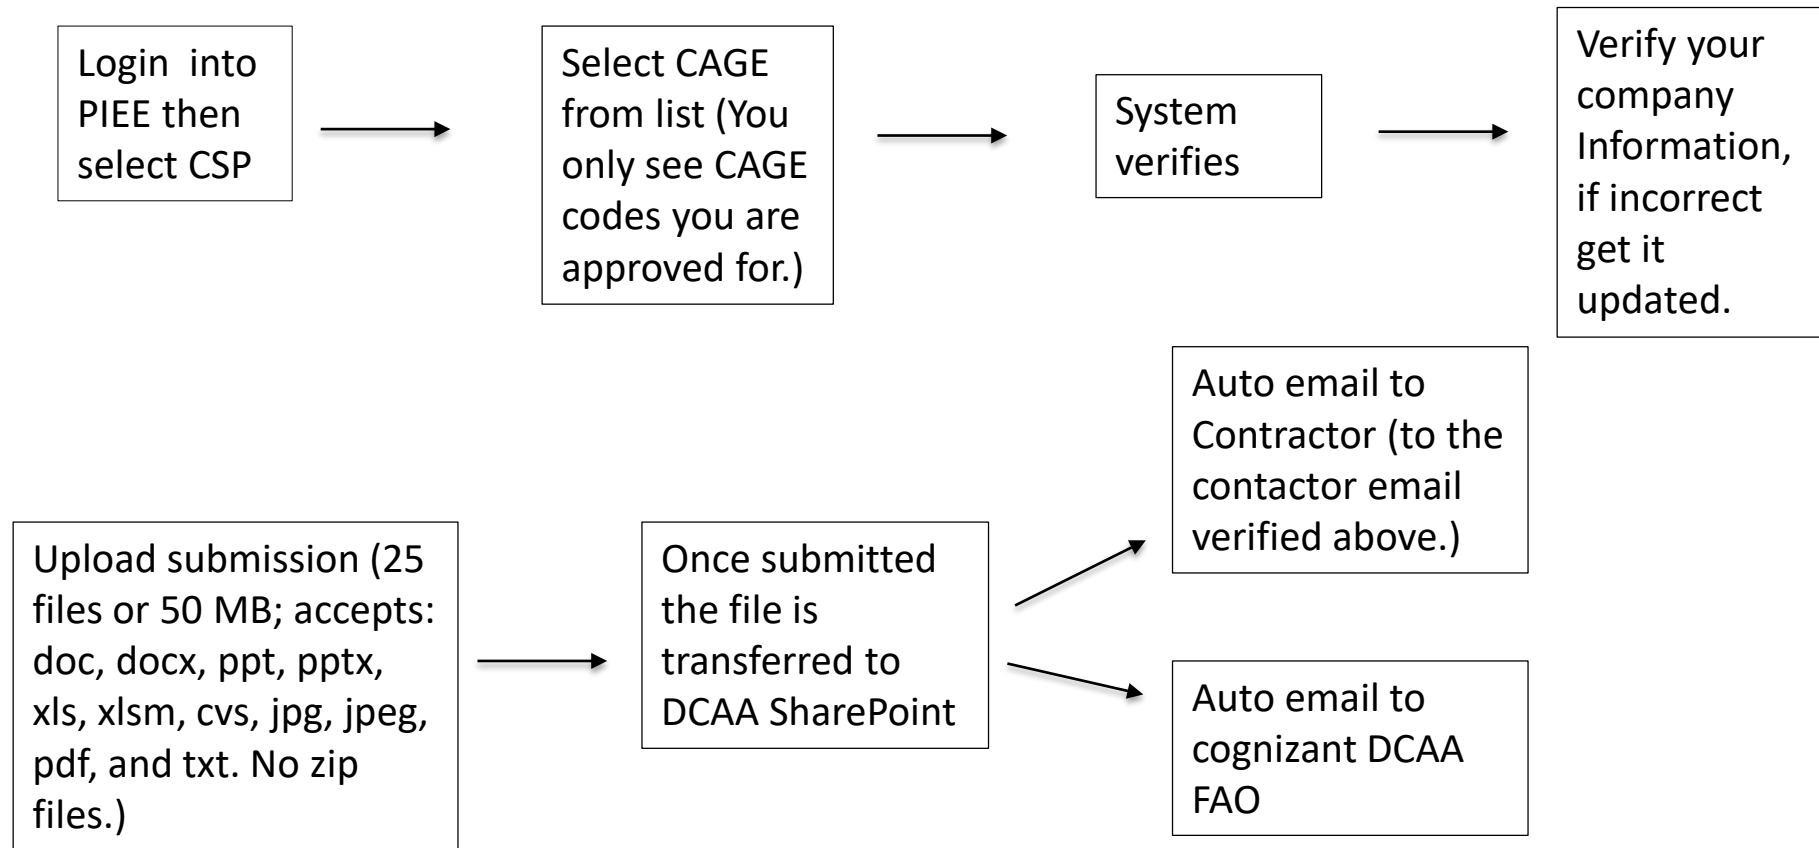 Login into
PIEE then
select CSP
Select CAGE
from list (You
only see CAGE
codes you are
approved for.)
System
verifies
Verify your
company
Information,
if incorrect
get it
updated.
Upload submission (25
files or 50 MB; accepts:
doc, docx, ppt, pptx,
xls, xlsm, cvs, jpg, jpeg,
pdf, and txt. No zip
files.)
Once submitted
the file is
transferred to
DCAA SharePoint
Auto email to
Contractor (to the
contactor email
verified above.)
Auto email to
cognizant DCAA
FAO